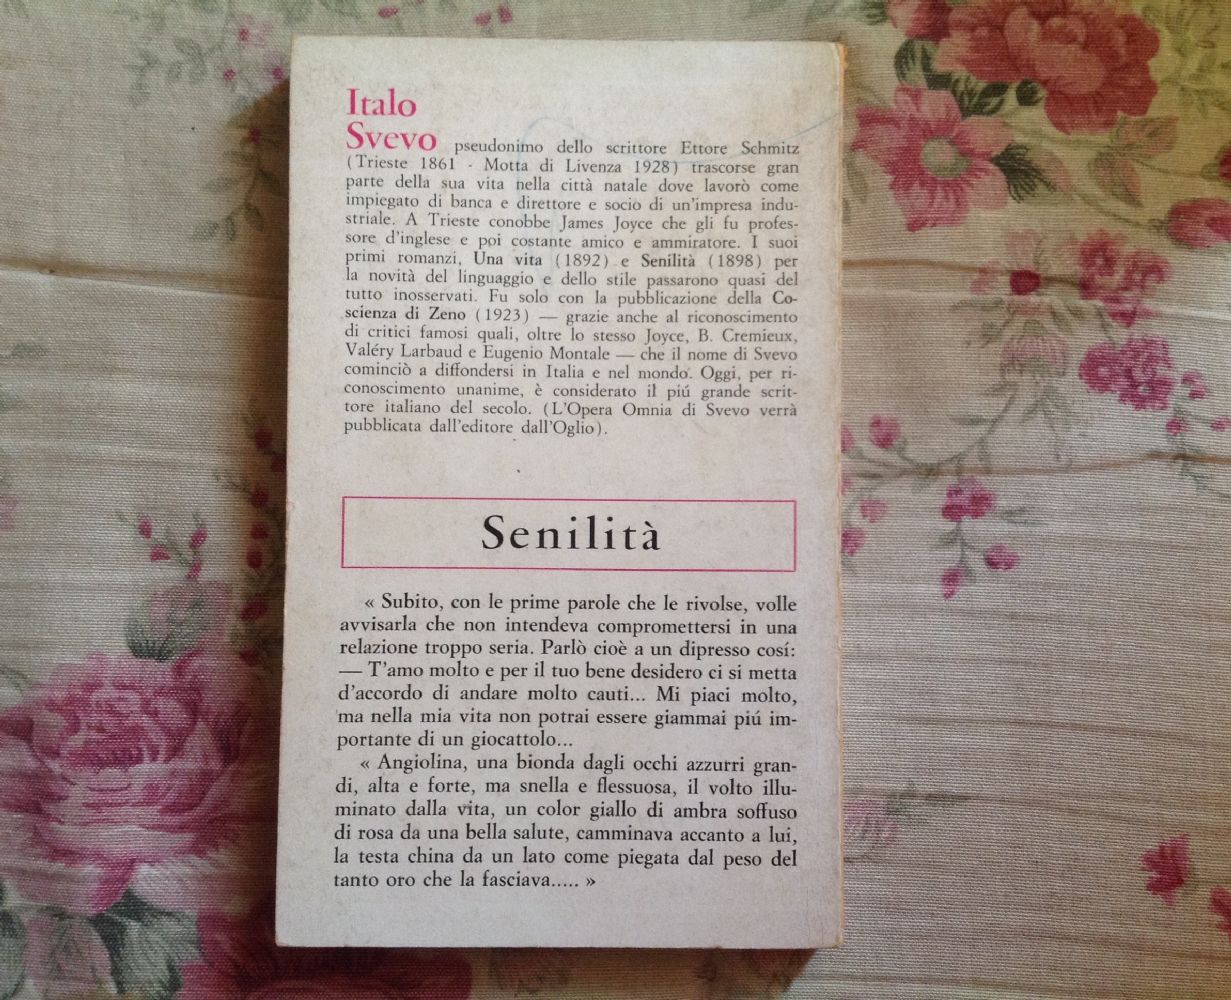 Italo
Svevo pseudonimo dello scrittore Ettore Schmitz
(Trieste 1861 - Motta di Livenza 1928) trascorse gran
parte della sua vita nella città natale dove lavorò come
impiegato di banca e direttore e socio di un'impresa indu-
striale. A Trieste conobbe James Joyce che gli fu profes-
sore d'inglese e poi costante amico e ammiratore. I suoi
primi romanzi, Una vita (1892) e Senilità (1898) per
la novità del linguaggio e dello stile passarono quasi del
tutto inosservati. Fu solo con la pubblicazione della Co-
scienza di Zeno (1923) — grazie anche al riconoscimento
di critici famosi quali, oltre lo stesso Joyce, B. Cremieux,
Valéry Larbaud e Eugenio Montale — che il nome di Svevo
cominciò a diffondersi in Italia e nel mondo. Oggi, per ri-
conoscimento unanime, è considerato il piú grande scrit-
tore italiano del secolo. (L'Opera Omnia di Svevo verrà
pubblicata dall'editore dall'Oglio).
Senilità
« Subito, con le prime parole che le rivolse, volle
avvisarla che non intendeva compromettersi in una
relazione troppo seria. Parlò cioè a un dipresso cosí:
— T'amo molto e per il tuo bene desidero ci si metta
d'accordo di andare molto cauti... Mi piaci molto,
ma nella mia vita non potrai essere giammai piú im-
portante di un giocattolo...
« Angiolina, una bionda dagli occhi azzurri gran-
di, alta e forte, ma snella e flessuosa, il volto illu-
minato dalla vita, un color giallo di ambra soffuso
di rosa da una bella salute, camminava accanto a lui,
la testa china da un lato come piegata dal peso del
tanto oro che la fasciava..... »